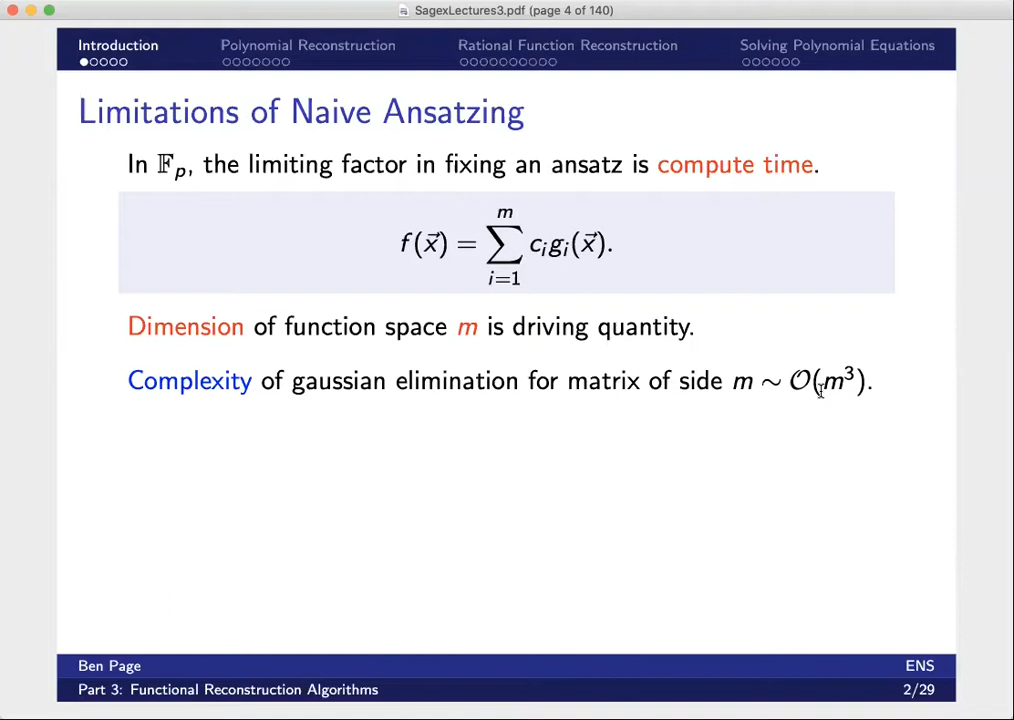 SagexLectures3.pdf (page 4 of 140)
Introduction Polynomial Reconstruction Rational Function Reconstruction Solving Polynomial Equations
Limitations of Naive Ansatzing
In 𝔽ₚ, the limiting factor in fixing an ansatz is compute time.
m
f(x⃗) = ∑ cᵢgᵢ(x⃗).
i=1
Dimension of function space m is driving quantity.
Complexity of gaussian elimination for matrix of side m ∼ 𝒪(m³).
Ben Page ENS
Part 3: Functional Reconstruction Algorithms 2/29